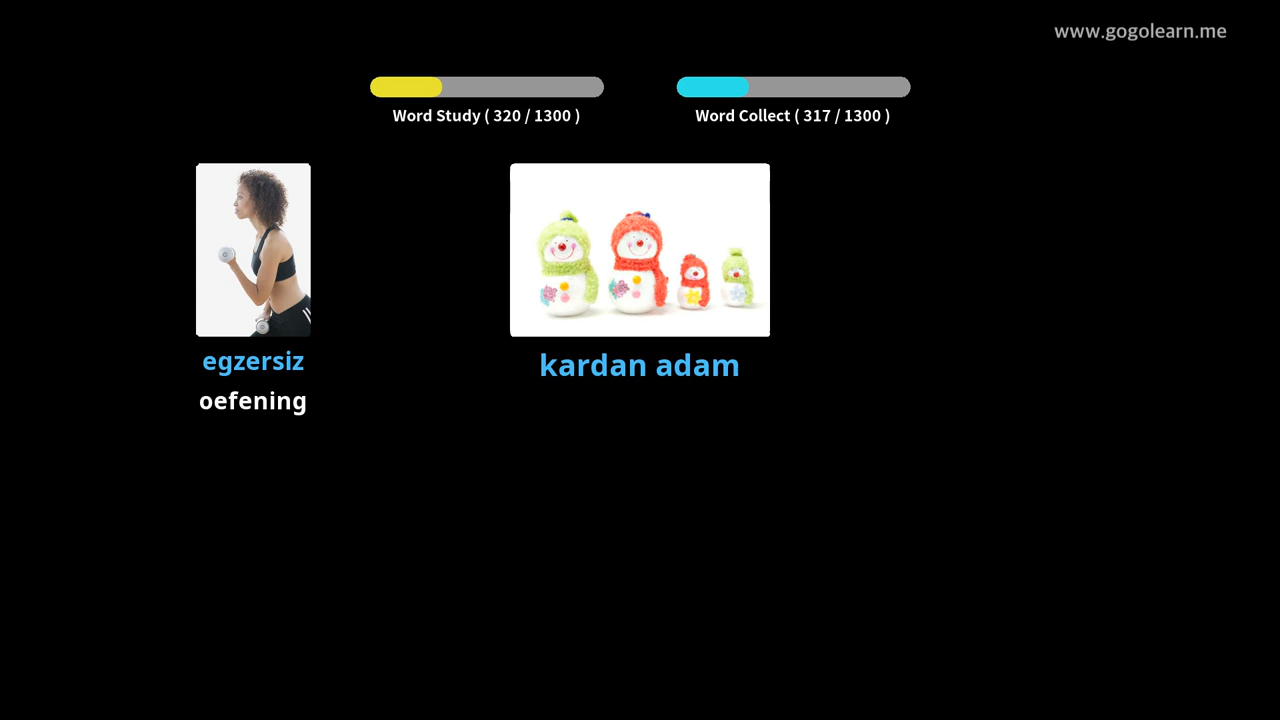 www.gogolearn.me
Word Study ( 320 / 1300 )
Word Collect ( 317 / 1300 )
egzersiz
oefening
kardan adam